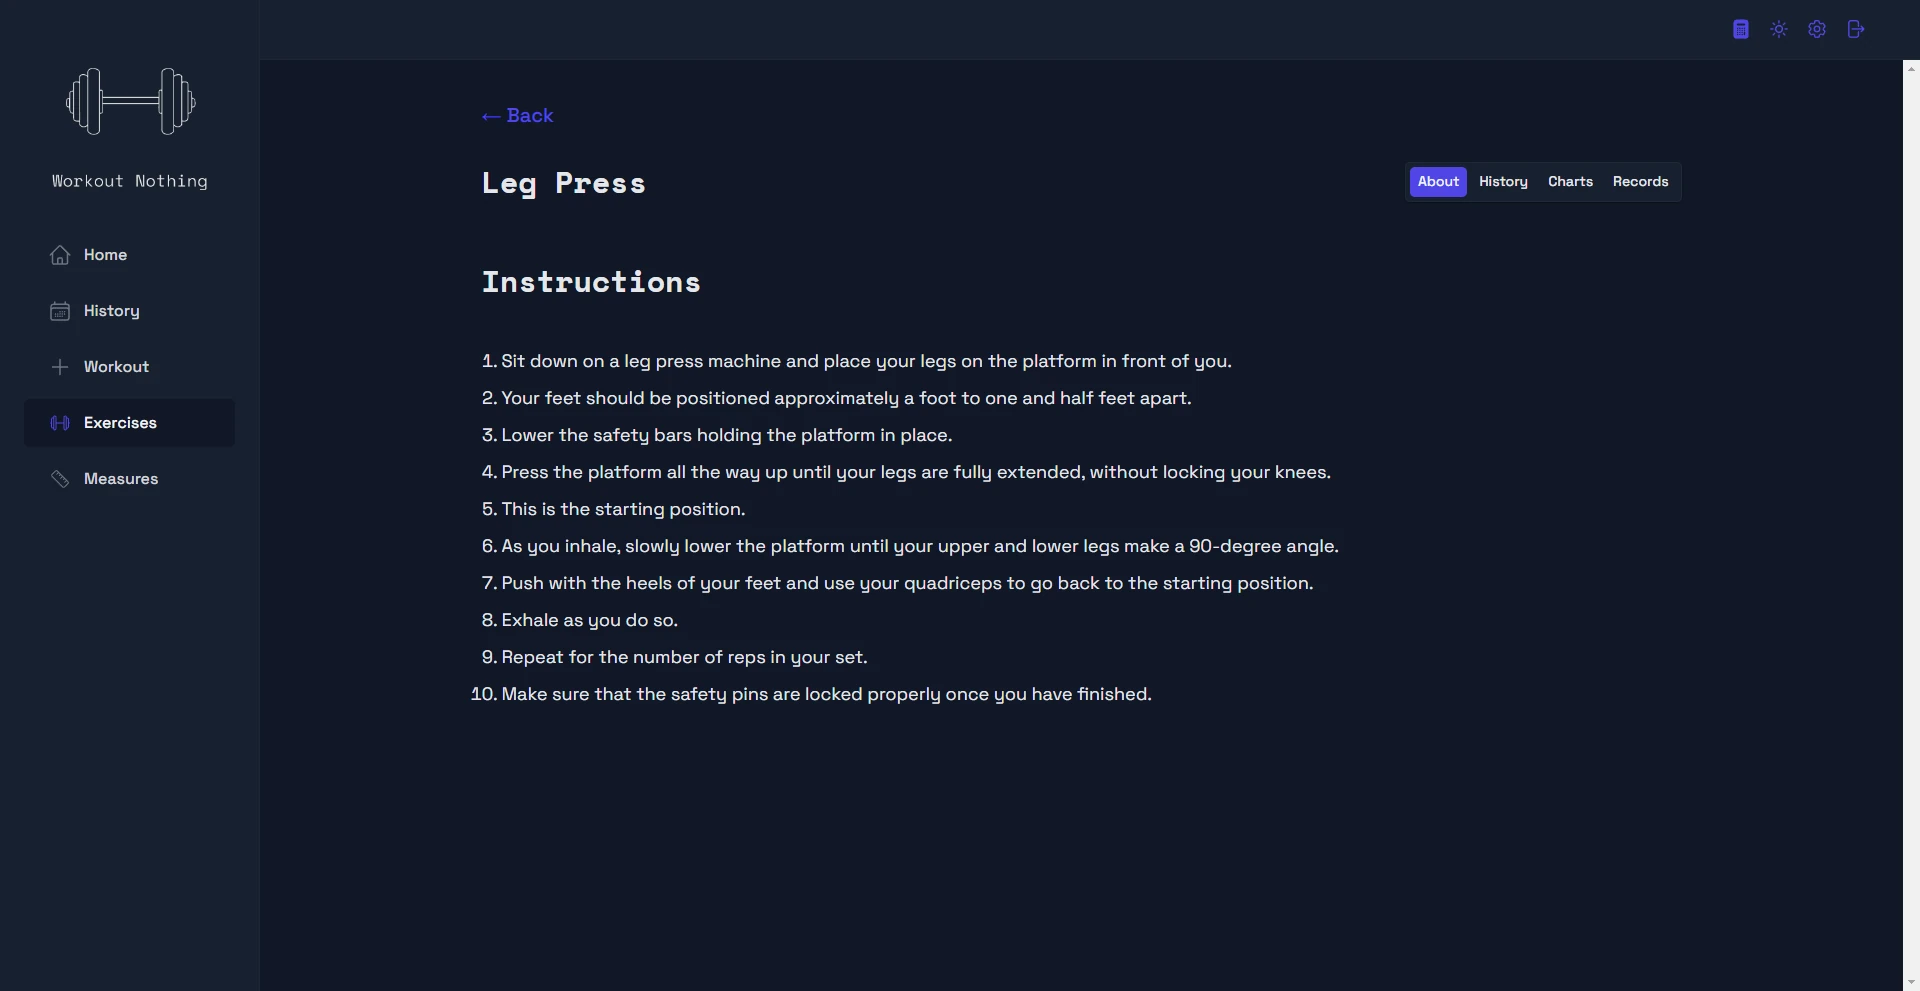 Workout Nothing
Home
History
Workout
Exercises
Measures
← Back
Leg Press
About History Charts Records
Instructions
1. Sit down on a leg press machine and place your legs on the platform in front of you.
2. Your feet should be positioned approximately a foot to one and half feet apart.
3. Lower the safety bars holding the platform in place.
4. Press the platform all the way up until your legs are fully extended, without locking your knees.
5. This is the starting position.
6. As you inhale, slowly lower the platform until your upper and lower legs make a 90-degree angle.
7. Push with the heels of your feet and use your quadriceps to go back to the starting position.
8. Exhale as you do so.
9. Repeat for the number of reps in your set.
10. Make sure that the safety pins are locked properly once you have finished.